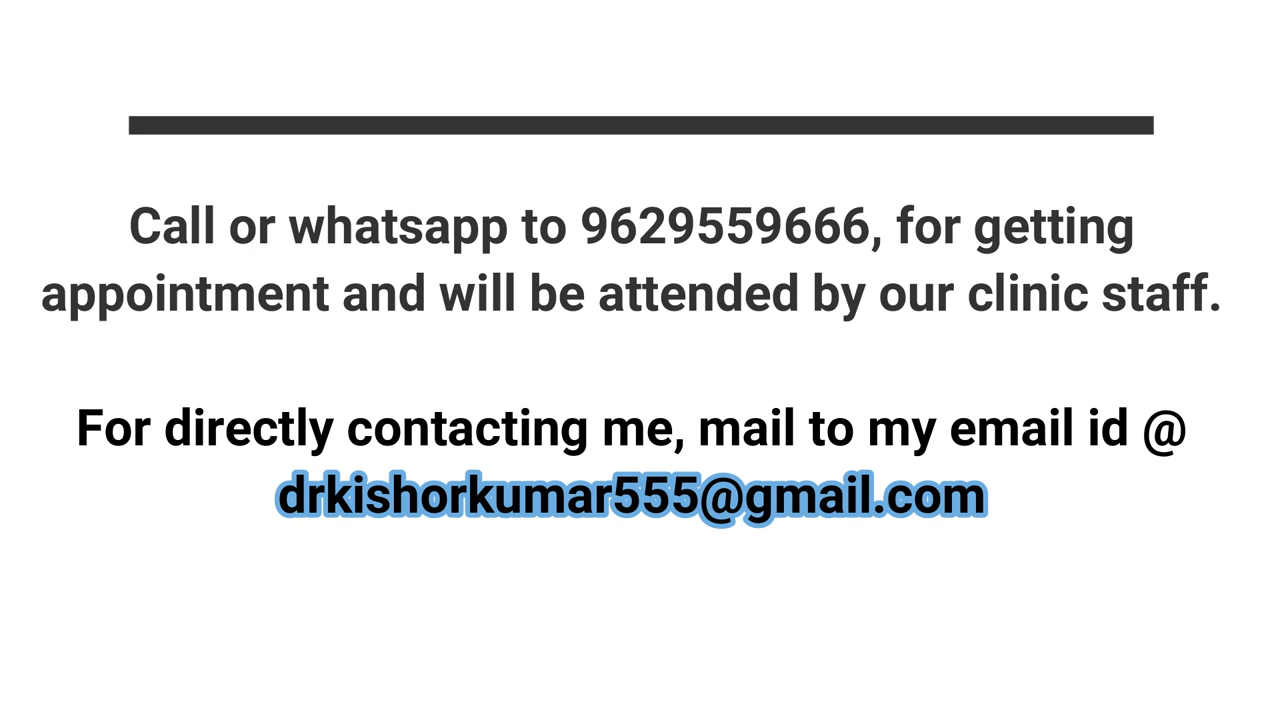 Call or whatsapp to 9629559666, for getting
appointment and will be attended by our clinic staff.
For directly contacting me, mail to my email id @
drkishorkumar555@gmail.com